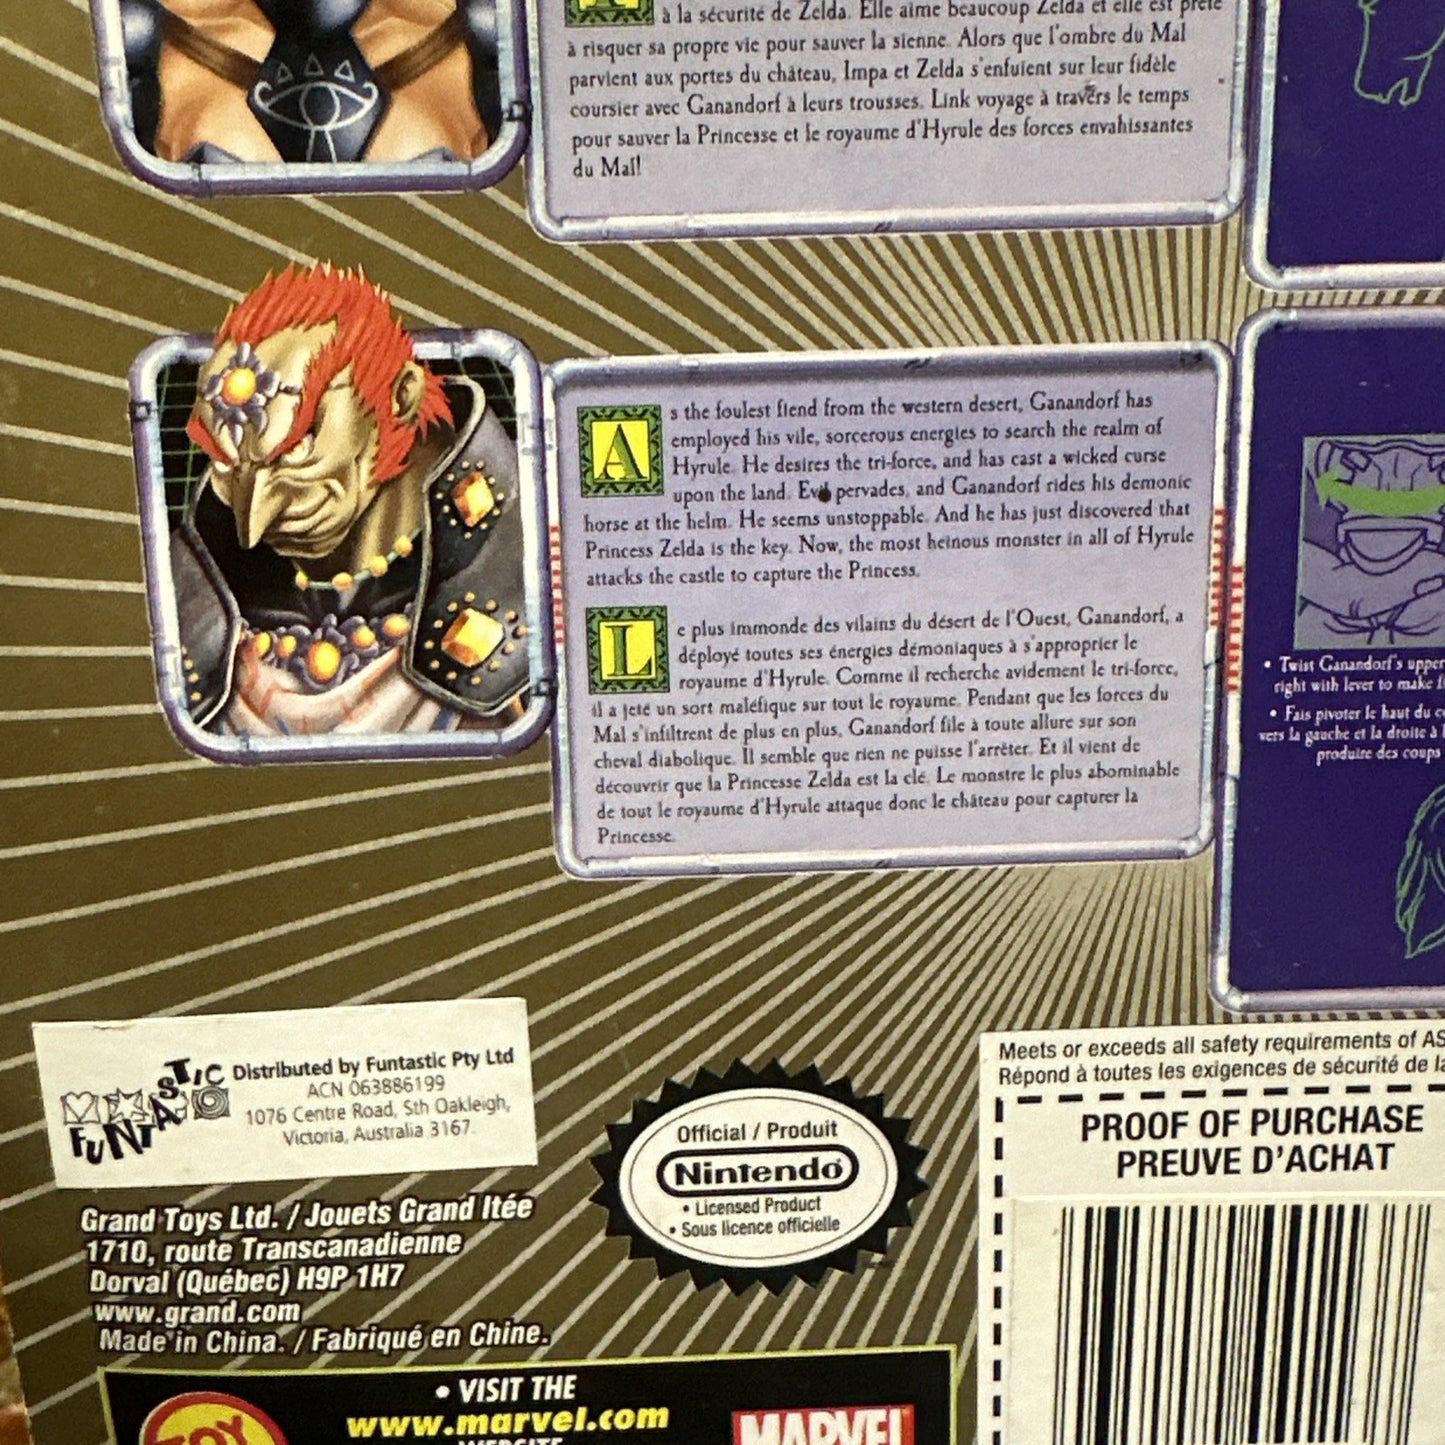 à la sécurité de Zelda. Elle aime beaucoup Zelda et elle est prête
à risquer sa propre vie pour sauver la sienne. Alors que l'ombre du Mal
parvient aux portes du château, Impa et Zelda s'enfuient sur leur fidèle
coursier avec Ganandorf à leurs trousses. Link voyage à travers le temps
pour sauver la Princesse et le royaume d'Hyrule des forces envahissantes
du Mal!
As the foulest fiend from the western desert, Ganandorf has
employed his vile, sorcerous energies to search the realm of
Hyrule. He desires the tri-force, and has cast a wicked curse
upon the land. Evil pervades, and Ganandorf rides his demonic
horse at the helm. He seems unstoppable. And he has just discovered that
Princess Zelda is the key. Now, the most heinous monster in all of Hyrule
attacks the castle to capture the Princess.
Le plus immonde des vilains du désert de l'Ouest, Ganandorf, a
déployé toutes ses énergies démoniaques à s'approprier le
royaume d'Hyrule. Comme il recherche avidement le tri-force,
il a jeté un sort maléfique sur tout le royaume. Pendant que les forces du
Mal s'infiltrent de plus en plus, Ganandorf file à toute allure sur son
cheval diabolique. Il semble que rien ne puisse l'arrêter. Et il vient de
découvrir que la Princesse Zelda est la clé. Le monstre le plus abominable
de tout le royaume d'Hyrule attaque donc le château pour capturer la
Princesse.
• Twist Ganandorf's upper
right with lever to make
• Fais pivoter le haut du
vers la gauche et la droite à
produire des coups
FUNTASTIC
Distributed by Funtastic Pty Ltd
ACN 063886199
1076 Centre Road, Sth Oakleigh,
Victoria, Australia 3167.
Grand Toys Ltd. / Jouets Grand ltée
1710, route Transcanadienne
Dorval (Québec) H9P 1H7
www.grand.com
Made in China. / Fabriqué en Chine.
Official / Produit
Nintendo
• Licensed Product
• Sous licence officielle
Meets or exceeds all safety requirements of
Répond à toutes les exigences de sécurité de
PROOF OF PURCHASE
PREUVE D'ACHAT
• VISIT THE
www.marvel.com
WEBSITE
TOY
MARVEL